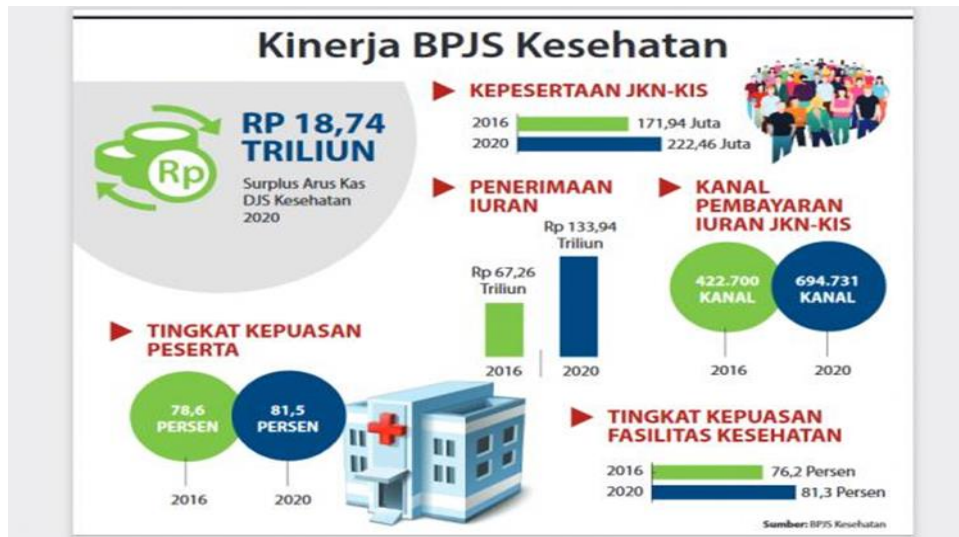 Kinerja BPJS Kesehatan
Rp
RP 18,74
TRILIUN
Surplus Arus Kas
DJS Kesehatan
2020
KEPESERTAAN JKN-KIS
2016 171,94 Juta
2020 222,46 Juta
PENERIMAAN
IURAN
Rp 67,26
Triliun
Rp 133,94
Triliun
2016 2020
KANAL
PEMBAYARAN
IURAN JKN-KIS
422.700
KANAL
694.731
KANAL
2016 2020
TINGKAT KEPUASAN
PESERTA
78,6
PERSEN
81,5
PERSEN
2016 2020
TINGKAT KEPUASAN
FASILITAS KESEHATAN
2016 76,2 Persen
2020 81,3 Persen
Sumber: BPJS Kesehatan